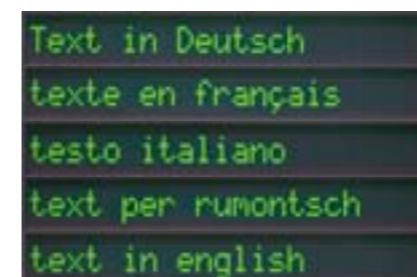 Text in Deutsch
texte en français
testo italiano
text per rumontsch
text in english